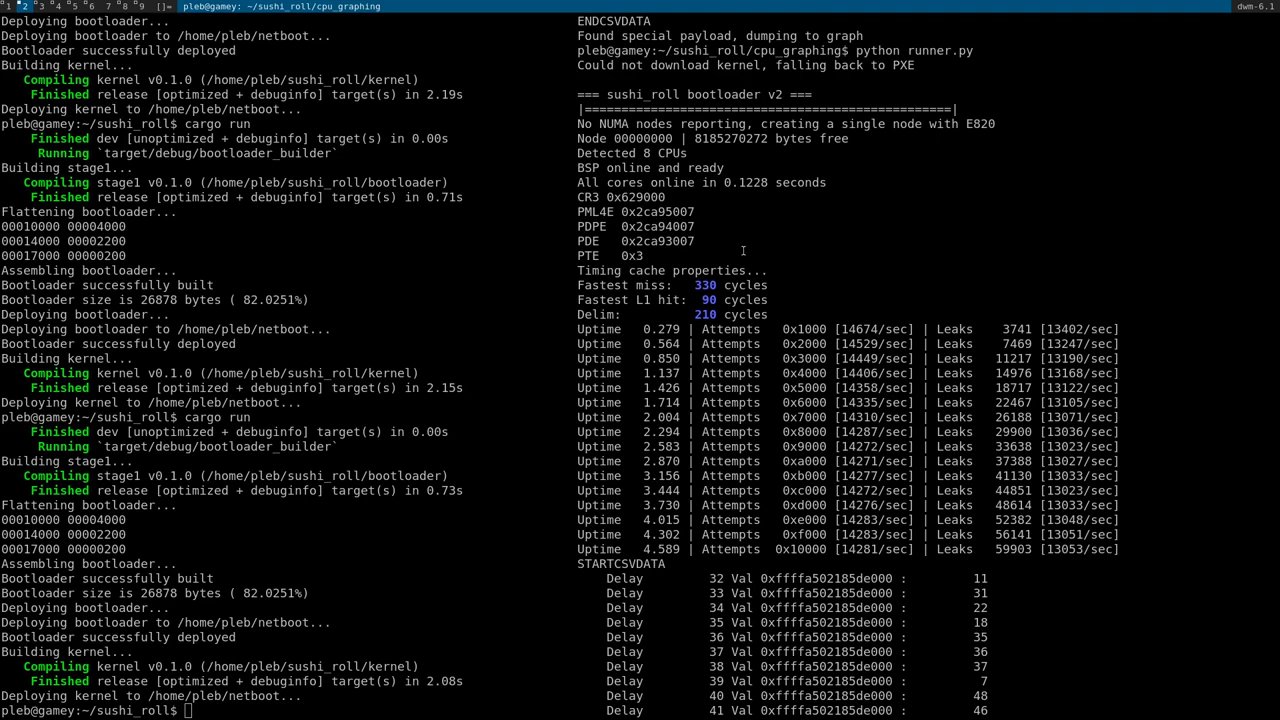 1 2 3 4 5 6 7 8 9 []= pleb@gamey: ~/sushi_roll/cpu_graphing dwm-6.1
Deploying bootloader...
Deploying bootloader to /home/pleb/netboot...
Bootloader successfully deployed
Building kernel...
Compiling kernel v0.1.0 (/home/pleb/sushi_roll/kernel)
Finished release [optimized + debuginfo] target(s) in 2.19s
Deploying kernel to /home/pleb/netboot...
pleb@gamey:~/sushi_roll$ cargo run
Finished dev [unoptimized + debuginfo] target(s) in 0.00s
Running `target/debug/bootloader_builder`
Building stage1...
Compiling stage1 v0.1.0 (/home/pleb/sushi_roll/bootloader)
Finished release [optimized + debuginfo] target(s) in 0.71s
Flattening bootloader...
00010000 00004000
00014000 00002200
00017000 00000200
Assembling bootloader...
Bootloader successfully built
Bootloader size is 26878 bytes ( 82.0251%)
Deploying bootloader...
Deploying bootloader to /home/pleb/netboot...
Bootloader successfully deployed
Building kernel...
Compiling kernel v0.1.0 (/home/pleb/sushi_roll/kernel)
Finished release [optimized + debuginfo] target(s) in 2.15s
Deploying kernel to /home/pleb/netboot...
pleb@gamey:~/sushi_roll$ cargo run
Finished dev [unoptimized + debuginfo] target(s) in 0.00s
Running `target/debug/bootloader_builder`
Building stage1...
Compiling stage1 v0.1.0 (/home/pleb/sushi_roll/bootloader)
Finished release [optimized + debuginfo] target(s) in 0.73s
Flattening bootloader...
00010000 00004000
00014000 00002200
00017000 00000200
Assembling bootloader...
Bootloader successfully built
Bootloader size is 26878 bytes ( 82.0251%)
Deploying bootloader...
Deploying bootloader to /home/pleb/netboot...
Bootloader successfully deployed
Building kernel...
Compiling kernel v0.1.0 (/home/pleb/sushi_roll/kernel)
Finished release [optimized + debuginfo] target(s) in 2.08s
Deploying kernel to /home/pleb/netboot...
pleb@gamey:~/sushi_roll$
ENDCSVDATA
Found special payload, dumping to graph
pleb@gamey:~/sushi_roll/cpu_graphing$ python runner.py
Could not download kernel, falling back to PXE
=== sushi_roll bootloader v2 ===
|==================================================|
No NUMA nodes reporting, creating a single node with E820
Node 00000000 | 8185270272 bytes free
Detected 8 CPUs
BSP online and ready
All cores online in 0.1228 seconds
CR3 0x629000
PML4E 0x2ca95007
PDPE 0x2ca94007
PDE 0x2ca93007
PTE 0x3
Timing cache properties...
Fastest miss: 330 cycles
Fastest L1 hit: 90 cycles
Delim: 210 cycles
Uptime 0.279 | Attempts 0x1000 [14674/sec] | Leaks 3741 [13402/sec]
Uptime 0.564 | Attempts 0x2000 [14529/sec] | Leaks 7469 [13247/sec]
Uptime 0.850 | Attempts 0x3000 [14449/sec] | Leaks 11217 [13190/sec]
Uptime 1.137 | Attempts 0x4000 [14406/sec] | Leaks 14976 [13168/sec]
Uptime 1.426 | Attempts 0x5000 [14358/sec] | Leaks 18717 [13122/sec]
Uptime 1.714 | Attempts 0x6000 [14335/sec] | Leaks 22467 [13105/sec]
Uptime 2.004 | Attempts 0x7000 [14310/sec] | Leaks 26188 [13071/sec]
Uptime 2.294 | Attempts 0x8000 [14287/sec] | Leaks 29900 [13036/sec]
Uptime 2.583 | Attempts 0x9000 [14272/sec] | Leaks 33638 [13023/sec]
Uptime 2.870 | Attempts 0xa000 [14271/sec] | Leaks 37388 [13027/sec]
Uptime 3.156 | Attempts 0xb000 [14277/sec] | Leaks 41130 [13033/sec]
Uptime 3.444 | Attempts 0xc000 [14272/sec] | Leaks 44851 [13023/sec]
Uptime 3.730 | Attempts 0xd000 [14276/sec] | Leaks 48614 [13033/sec]
Uptime 4.015 | Attempts 0xe000 [14283/sec] | Leaks 52382 [13048/sec]
Uptime 4.302 | Attempts 0xf000 [14283/sec] | Leaks 56141 [13051/sec]
Uptime 4.589 | Attempts 0x10000 [14281/sec] | Leaks 59903 [13053/sec]
STARTCSVDATA
Delay 32 Val 0xffffa502185de000 : 11
Delay 33 Val 0xffffa502185de000 : 31
Delay 34 Val 0xffffa502185de000 : 22
Delay 35 Val 0xffffa502185de000 : 18
Delay 36 Val 0xffffa502185de000 : 35
Delay 37 Val 0xffffa502185de000 : 36
Delay 38 Val 0xffffa502185de000 : 37
Delay 39 Val 0xffffa502185de000 : 7
Delay 40 Val 0xffffa502185de000 : 48
Delay 41 Val 0xffffa502185de000 : 46